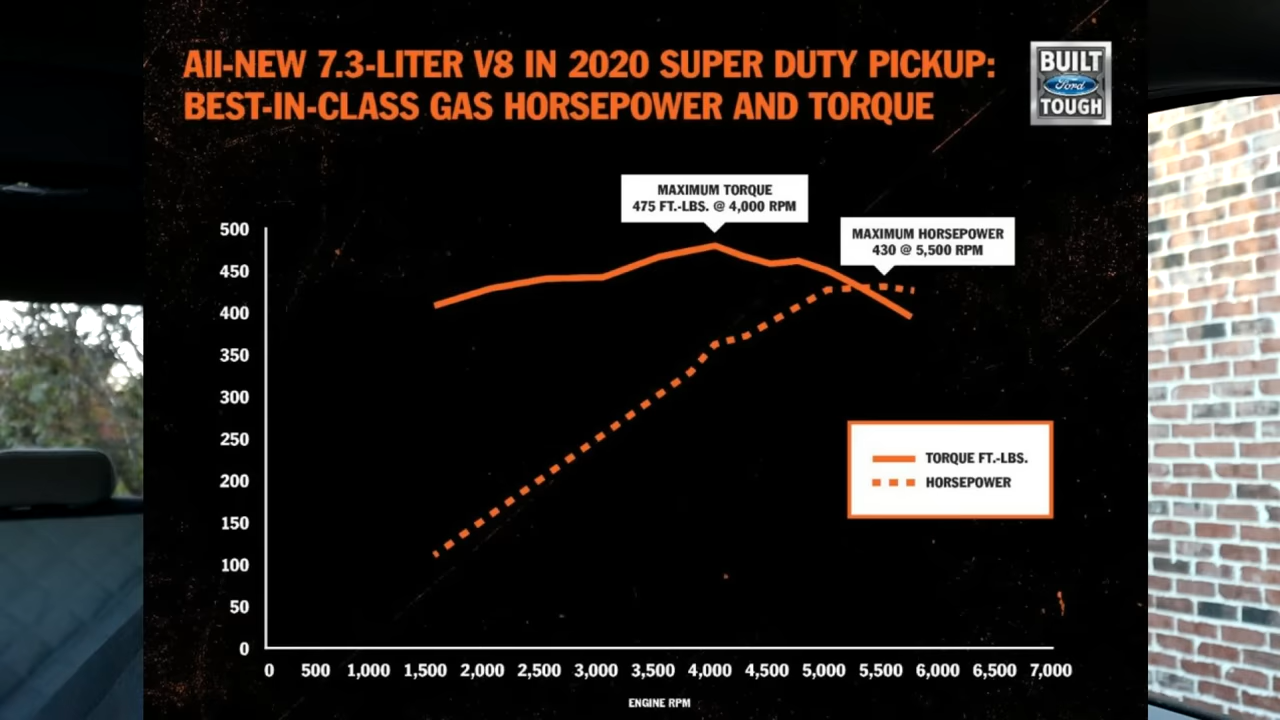 All-NEW 7.3-LITER V8 IN 2020 SUPER DUTY PICKUP:
BEST-IN-CLASS GAS HORSEPOWER AND TORQUE
BUILT
Ford
TOUGH
MAXIMUM TORQUE
475 FT.-LBS. @ 4,000 RPM
MAXIMUM HORSEPOWER
430 @ 5,500 RPM
500
450
400
350
300
250
200
150
100
50
0
TORQUE FT.-LBS.
HORSEPOWER
0 500 1,000 1,500 2,000 2,500 3,000 3,500 4,000 4,500 5,000 5,500 6,000 6,500 7,000
ENGINE RPM